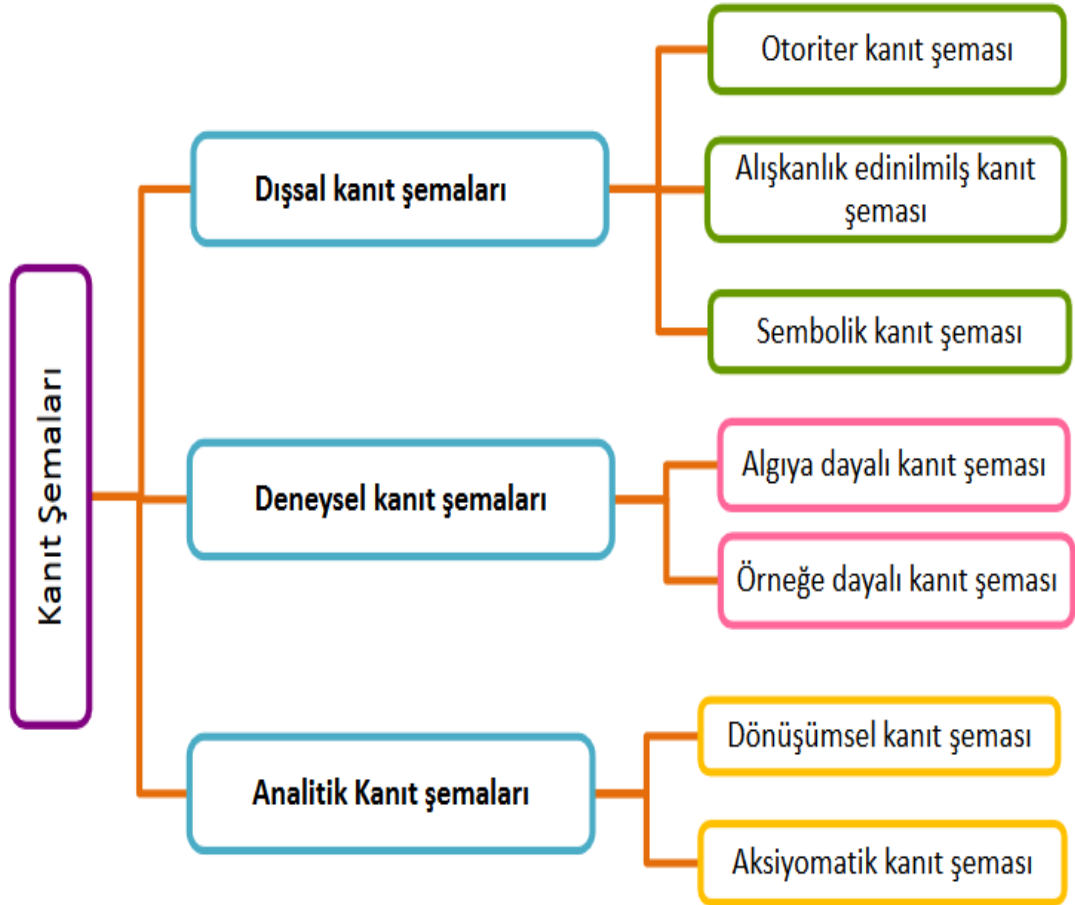 Kanıt Şemaları
Dışsal kanıt şemaları
Otoriter kanıt şeması
Alışkanlık edinilmilş kanıt
şeması
Sembolik kanıt şeması
Deneysel kanıt şemaları
Algıya dayalı kanıt şeması
Örneğe dayalı kanıt şeması
Analitik Kanıt şemaları
Dönüşümsel kanıt şeması
Aksiyomatik kanıt şeması